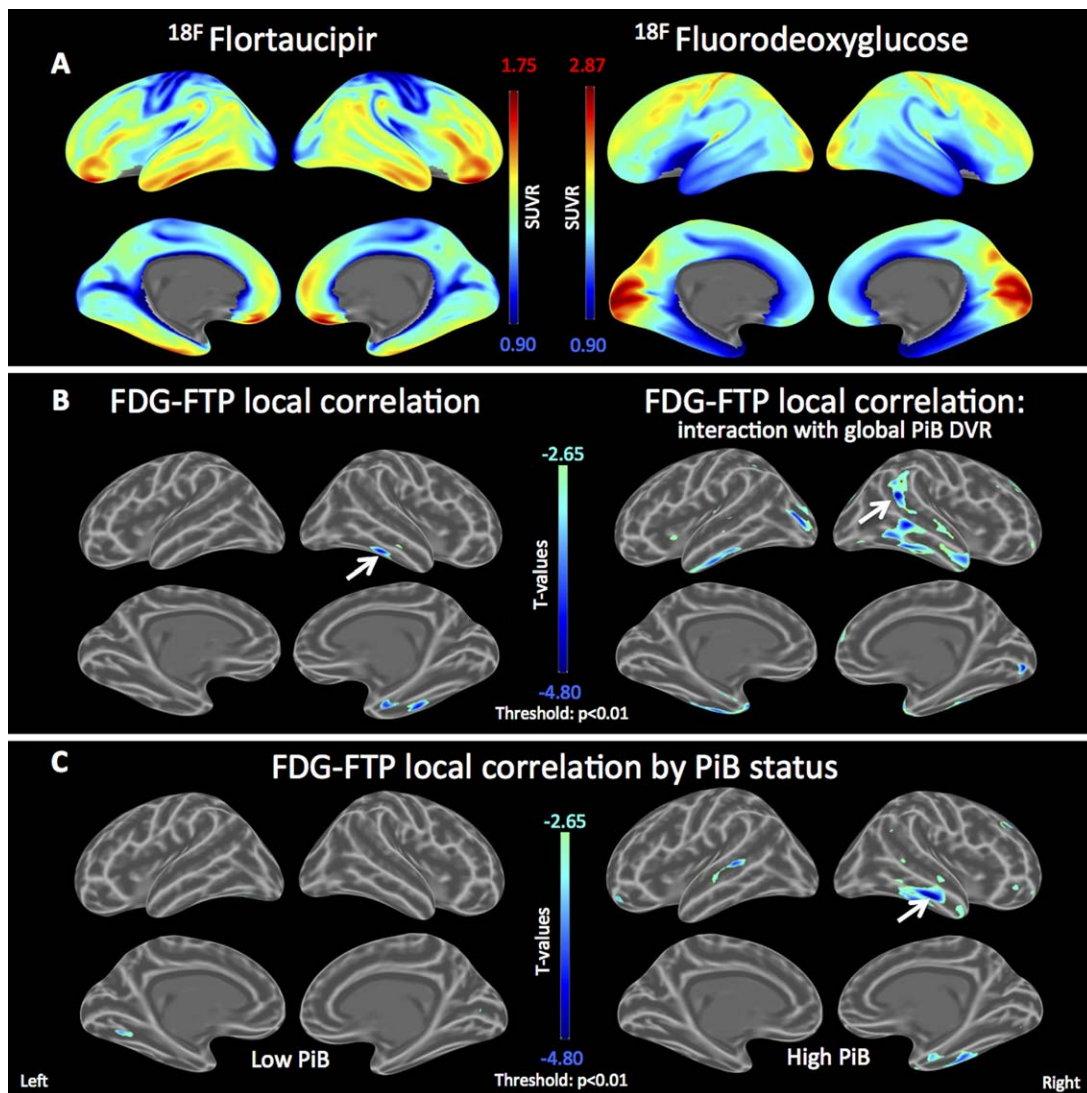 18F Flortaucipir
18F Fluorodeoxyglucose
A
1.75
2.87
SUVR
SUVR
0.90
0.90
B
FDG-FTP local correlation
FDG-FTP local correlation:
interaction with global PiB DVR
-2.65
T-values
-4.80
Threshold: p<0.01
C
FDG-FTP local correlation by PiB status
-2.65
T-values
-4.80
Low PiB
High PiB
Left
Threshold: p<0.01
Right